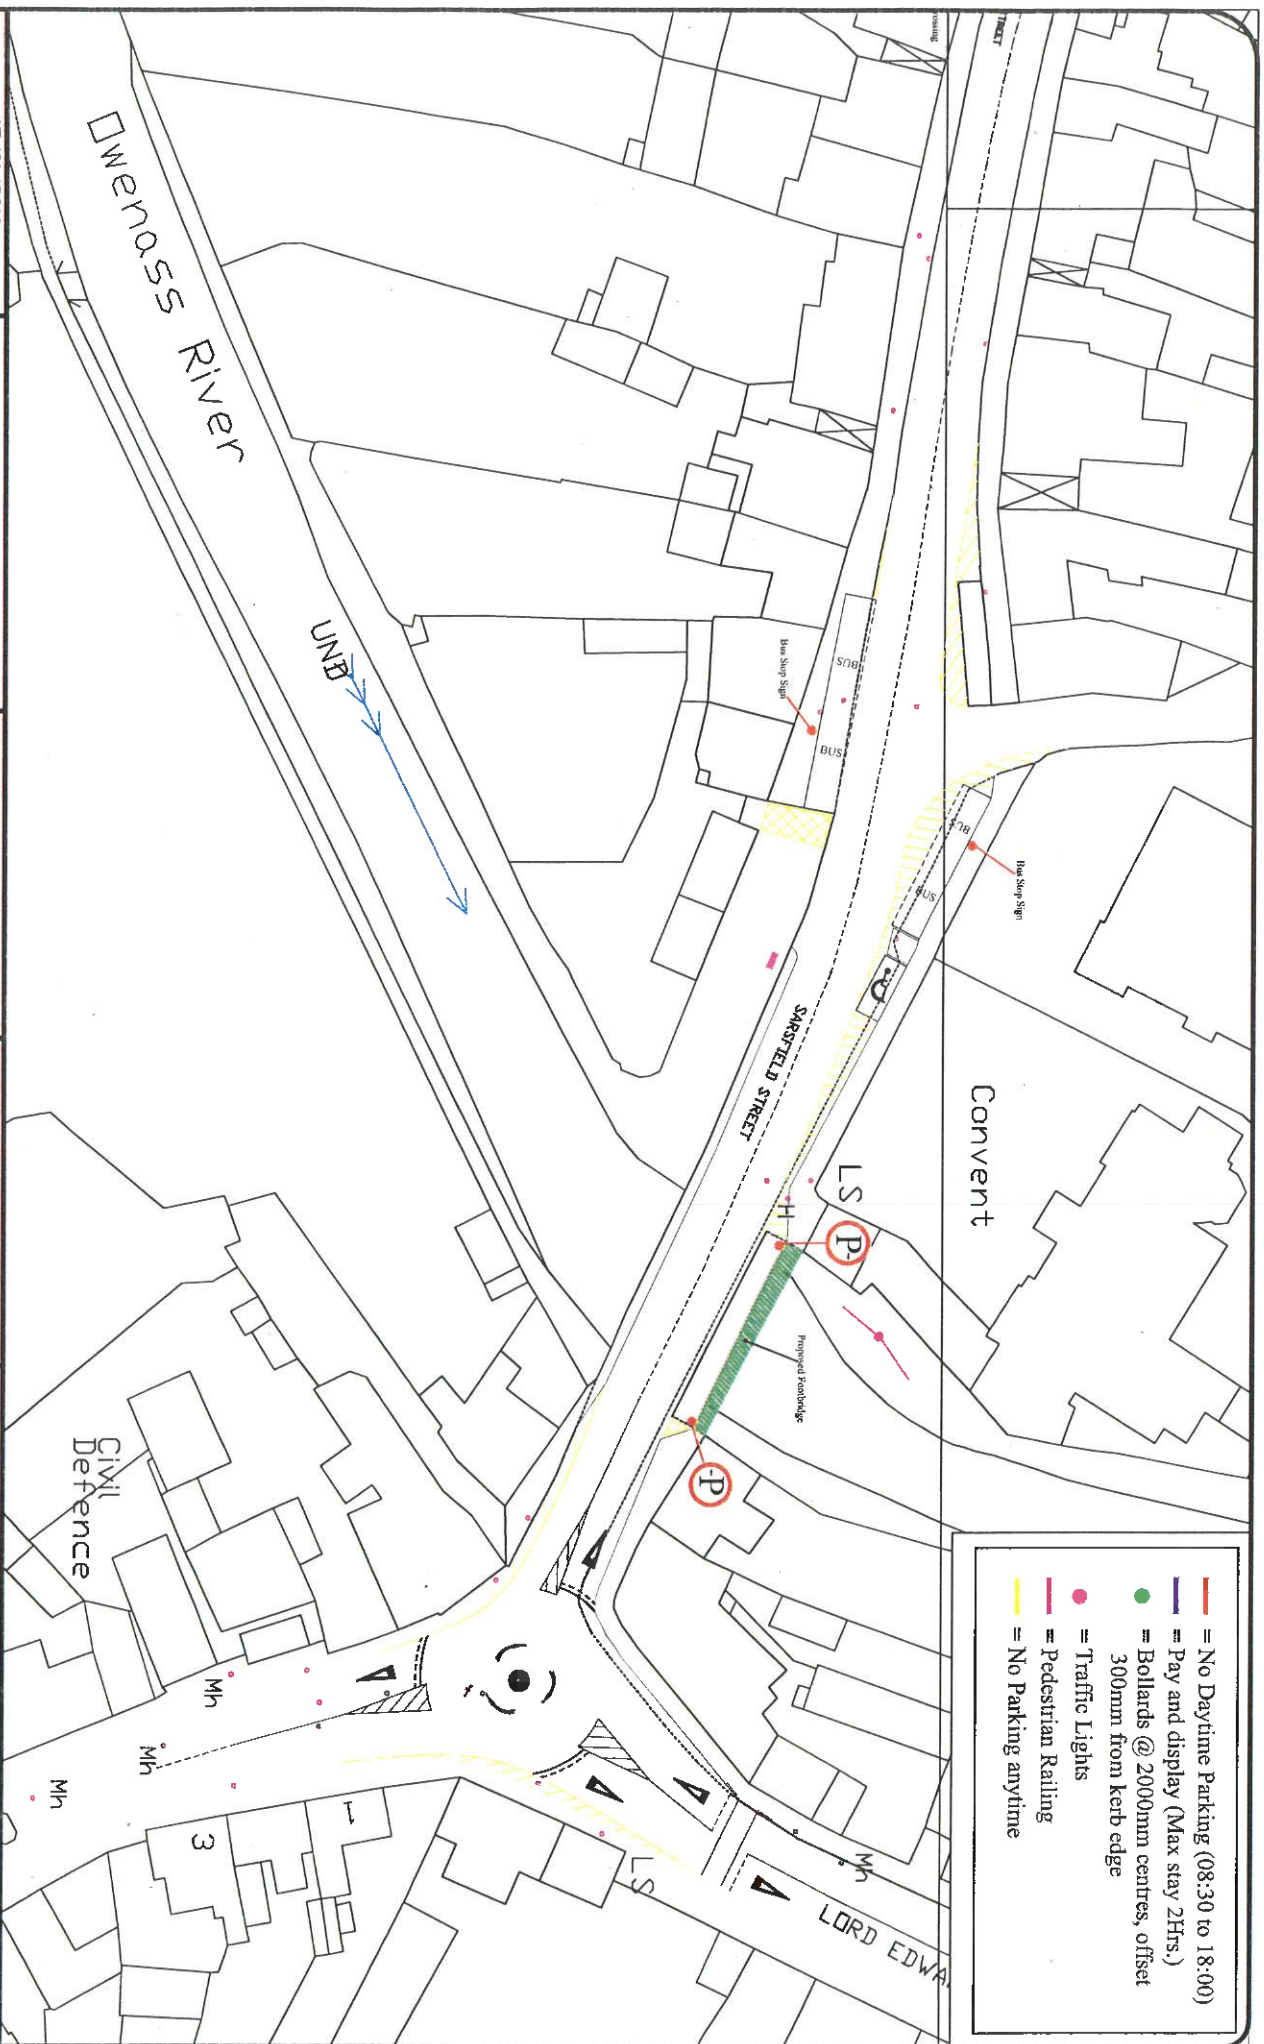 = No Daytime Parking (08:30 to 18:00)
= Pay and display (Max stay 2Hrs.)
= Bollards @ 2000mm centres, offset
300mm from kerb edge
= Traffic Lights
= Pedestrian Railing
= No Parking anytime
Owenass River
UND
Bus Stop Sign
BUS
BUS
Bus Stop Sign
BUS
BUS
SARSFIELD STREET
Convent
LS
H
P
Proposed Footbridge
P
Civil
Defence
Mh
Mh
Mh
1
3
LS
Mh
LORD EDWA